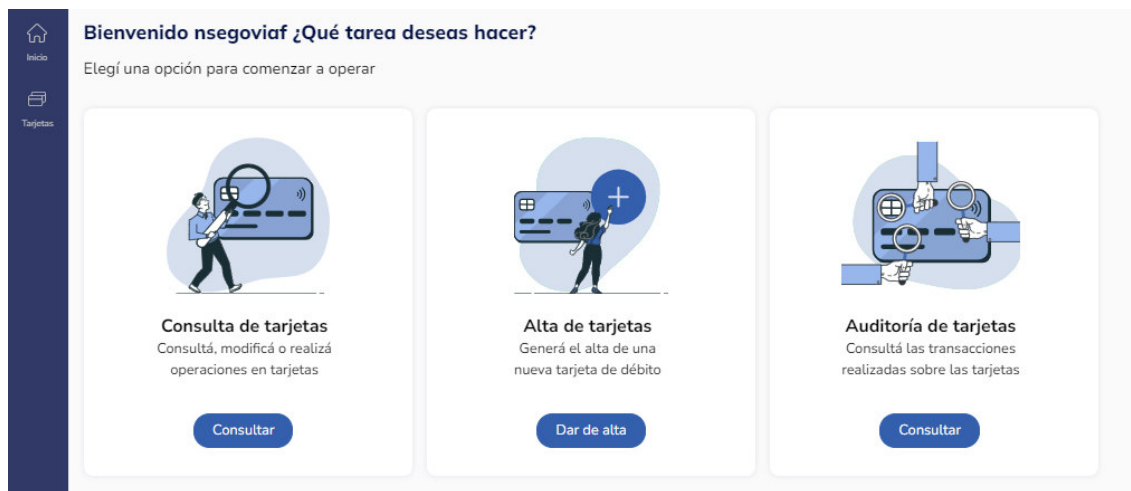 Inicio
Tarjetas
Bienvenido nsegoviaf ¿Qué tarea deseas hacer?
Elegí una opción para comenzar a operar
Consulta de tarjetas
Consultá, modificá o realizá
operaciones en tarjetas
Consultar
Alta de tarjetas
Generá el alta de una
nueva tarjeta de débito
Dar de alta
Auditoría de tarjetas
Consultá las transacciones
realizadas sobre las tarjetas
Consultar